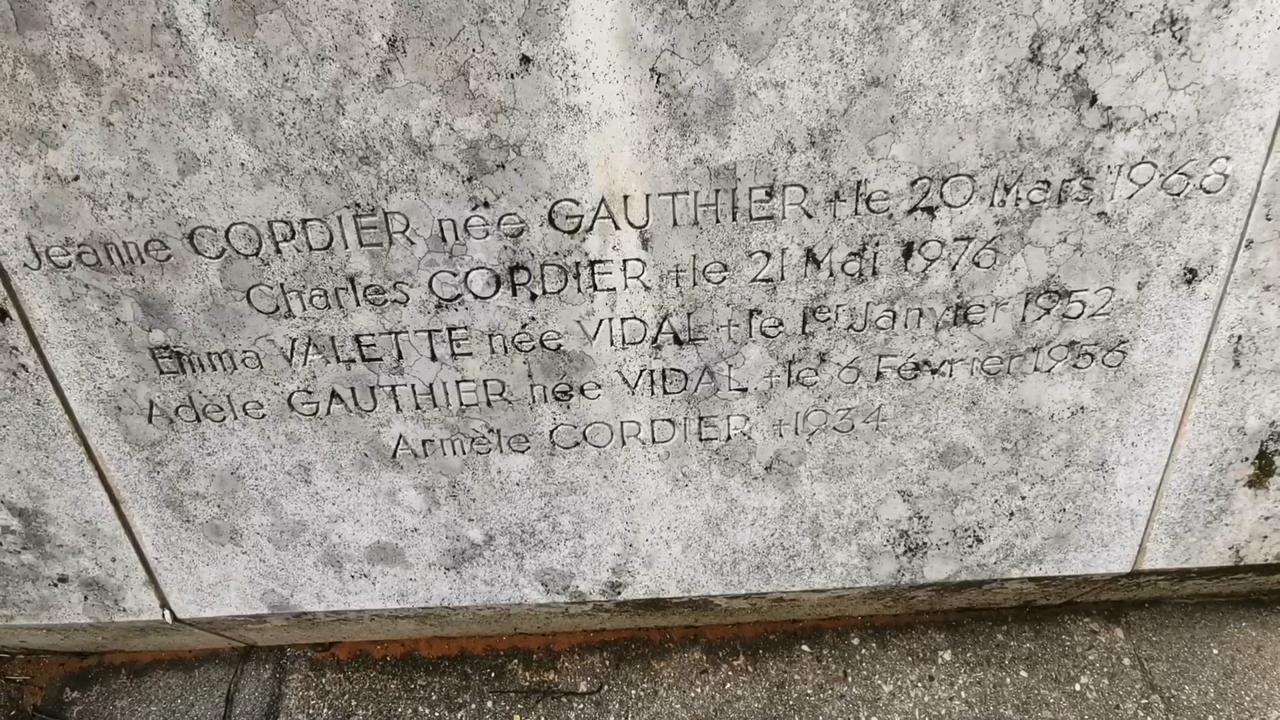 Jeanne CORDIER née GAUTHIER †le 20 Mars 1968
Charles CORDIER †le 21 Mai 1976
Emma VALETTE née VIDAL †le 1er Janvier 1952
Adèle GAUTHIER née VIDAL †le 6 Février 1956
Armèle CORDIER †1934